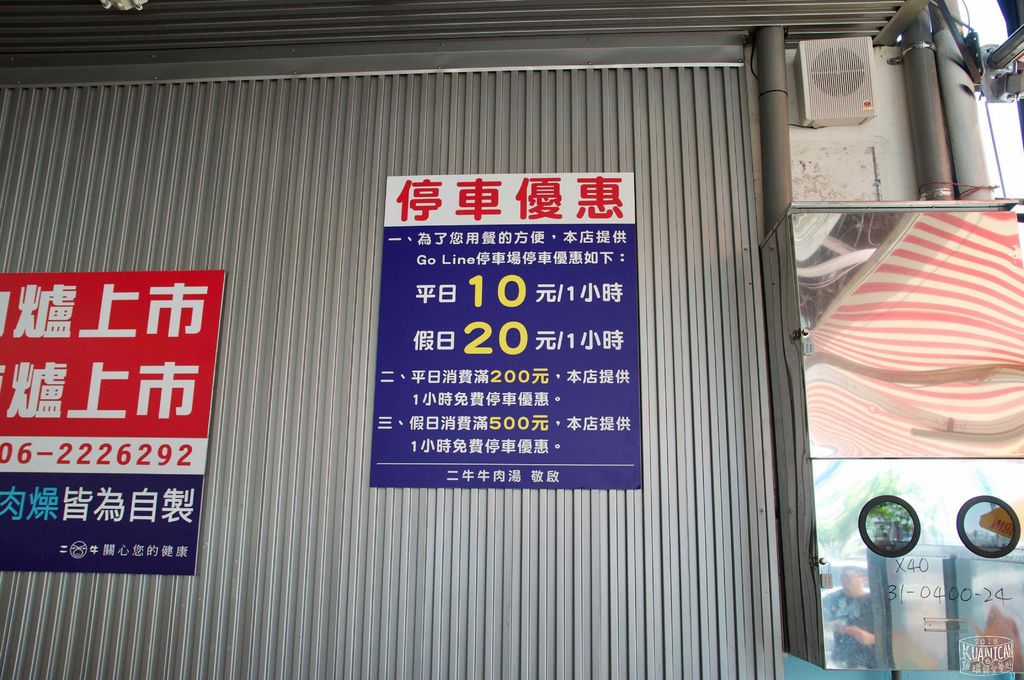 停車優惠
一、為了您用餐的方便，本店提供
Go Line停車場停車優惠如下：
平日10元/1小時
假日20元/1小時
二、平日消費滿200元，本店提供
1小時免費停車優惠。
三、假日消費滿500元，本店提供
1小時免費停車優惠。
二牛牛肉湯 敬啟
爐上市
爐上市
06-2226292
肉燥皆為自製
二牛關心您的健康
X40
31-0400-24
2018
KUANTCAN